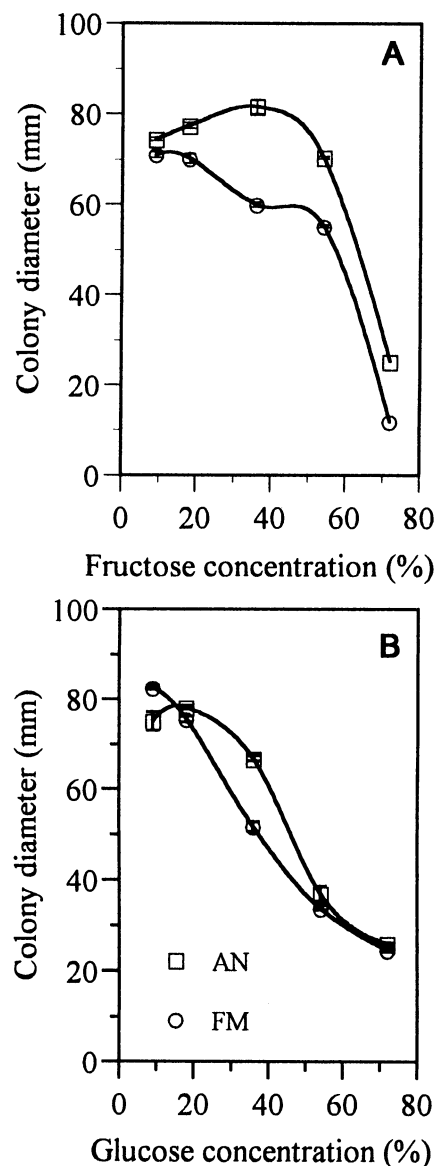 A
100
80
60
40
20
0
Colony diameter (mm)
0 20 40 60 80
Fructose concentration (%)
B
100
80
60
40
20
0
Colony diameter (mm)
AN
FM
0 20 40 60 80
Glucose concentration (%)